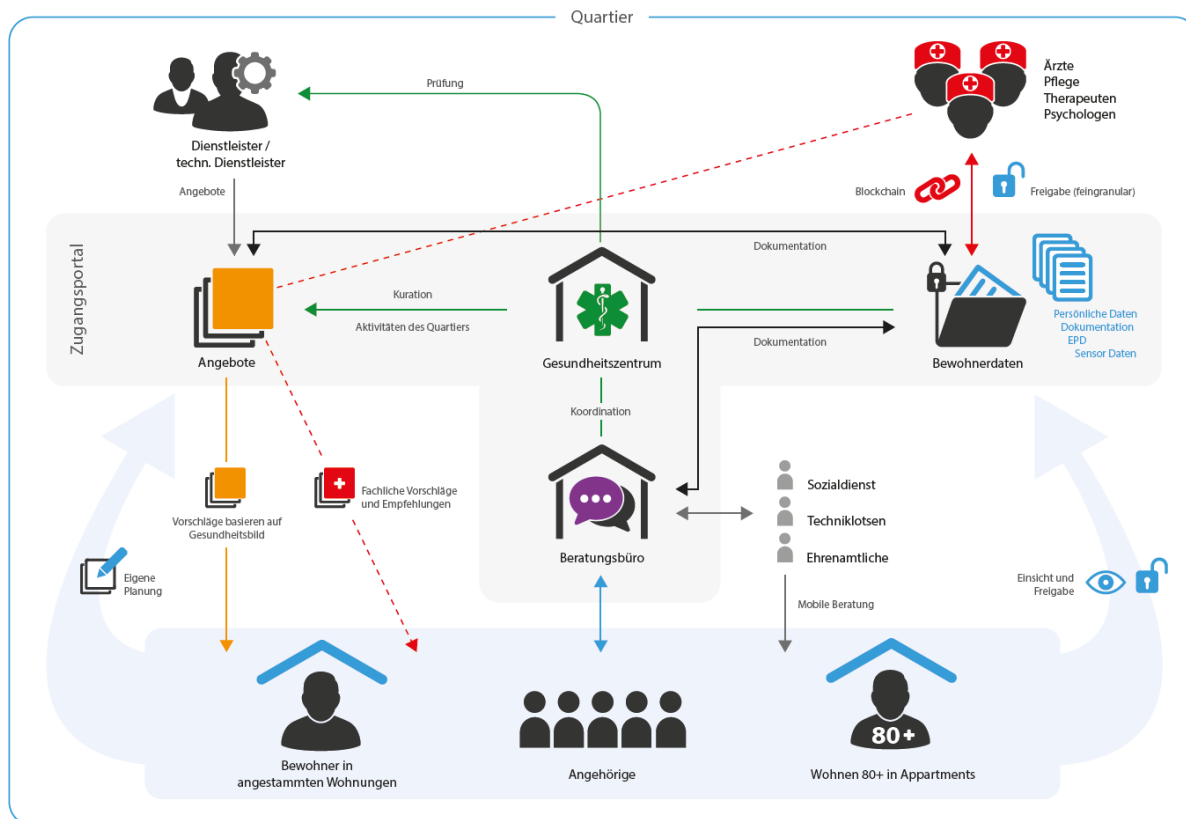 Quartier
Prüfung
Ärzte
Pflege
Therapeuten
Psychologen
Dienstleister /
techn. Dienstleister
Angebote
Blockchain
Freigabe (feingranular)
Zugangsportal
Dokumentation
Kuration
Aktivitäten des Quartiers
Dokumentation
Persönliche Daten
Dokumentation
EPD
Sensor Daten
Angebote
Gesundheitszentrum
Bewohnerdaten
Koordination
Vorschläge basieren auf
Gesundheitsbild
Fachliche Vorschläge
und Empfehlungen
Sozialdienst
Techniklotsen
Ehrenamtliche
Beratungsbüro
Eigene
Planung
Einsicht und
Freigabe
Mobile Beratung
80+
Bewohner in
angestammten Wohnungen
Angehörige
Wohnen 80+ in Appartments